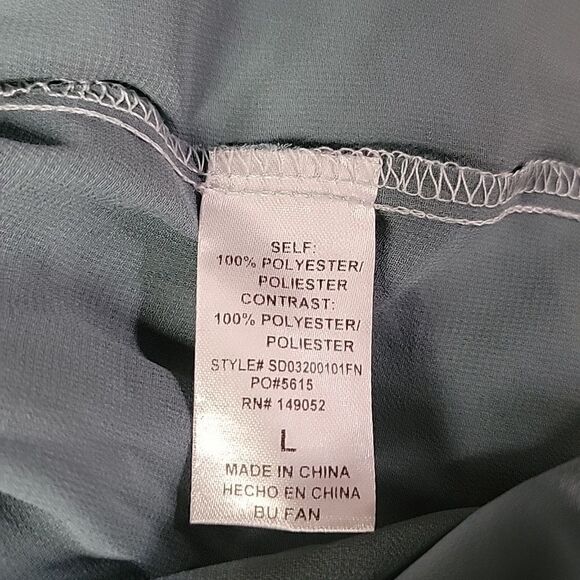 SELF:
100% POLYESTER/
POLIESTER
CONTRAST:
100% POLYESTER/
POLIESTER
STYLE# SD03200101FN
PO#5615
RN# 149052
L
MADE IN CHINA
HECHO EN CHINA
BU FAN